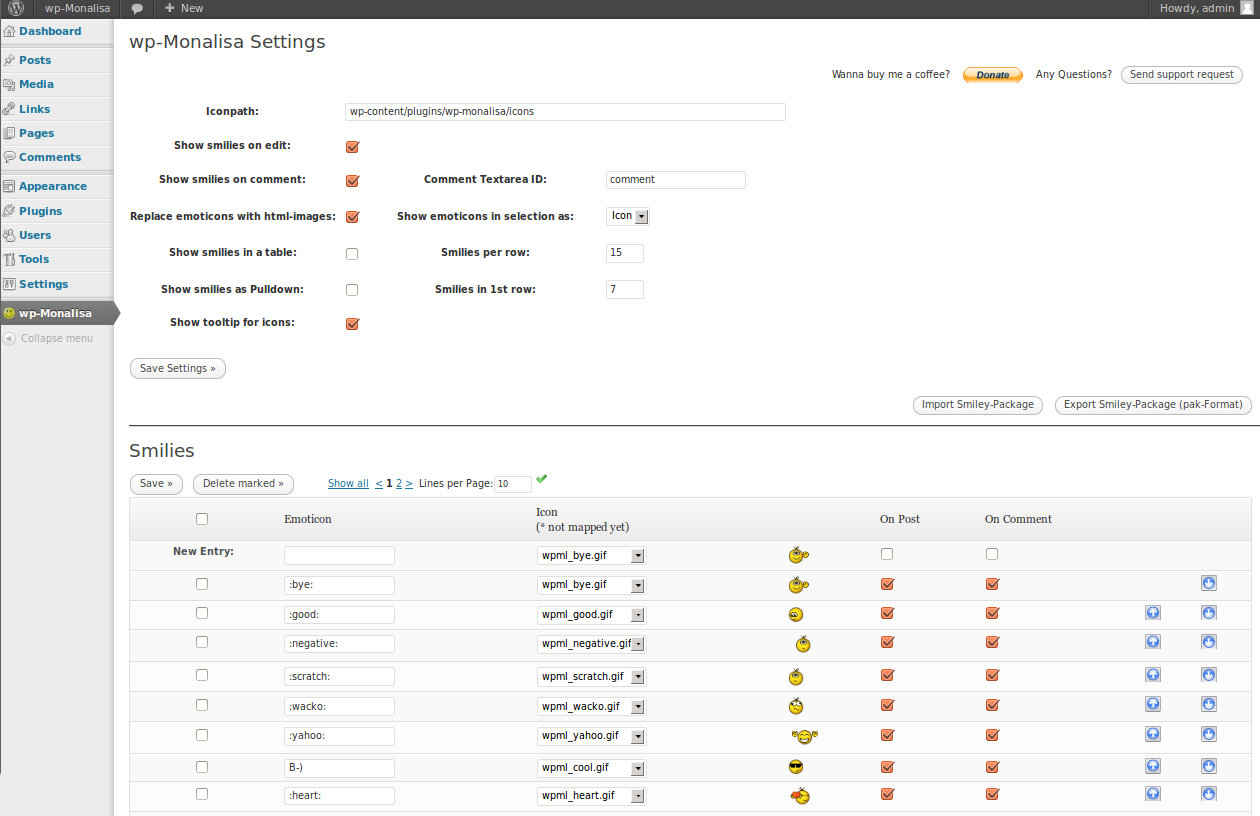 wp-Monalisa New Howdy, admin
Dashboard
Posts
Media
Links
Pages
Comments
Appearance
Plugins
Users
Tools
Settings
wp-Monalisa
Collapse menu
wp-Monalisa Settings
Wanna buy me a coffee? Donate Any Questions? Send support request
Iconpath: wp-content/plugins/wp-monalisa/icons
Show smilies on edit:
Show smilies on comment: Comment Textarea ID: comment
Replace emoticons with html-images: Show emoticons in selection as: Icon
Show smilies in a table: Smilies per row: 15
Show smilies as Pulldown: Smilies in 1st row: 7
Show tooltip for icons:
Save Settings »
Import Smiley-Package Export Smiley-Package (pak-Format)
Smilies
Save » Delete marked » Show all < 1 2 > Lines per Page: 10
Emoticon Icon On Post On Comment
(* not mapped yet)
New Entry: wpml_bye.gif
:bye: wpml_bye.gif
:good: wpml_good.gif
:negative: wpml_negative.gif
:scratch: wpml_scratch.gif
:wacko: wpml_wacko.gif
:yahoo: wpml_yahoo.gif
B-) wpml_cool.gif
:heart: wpml_heart.gif